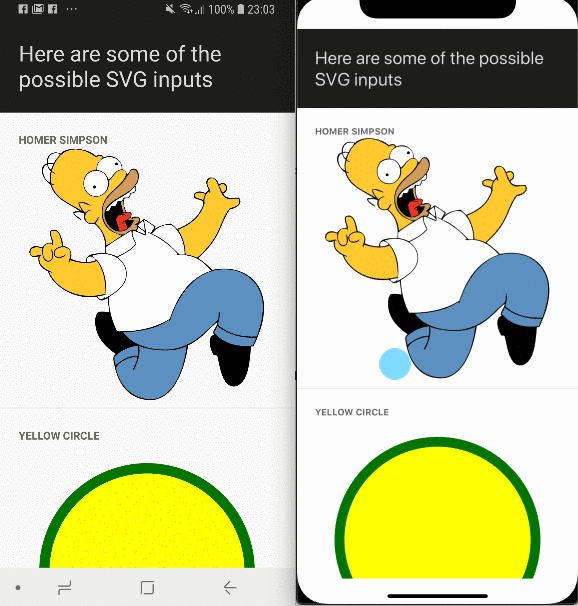 100% 23:03
Here are some of the
possible SVG inputs
HOMER SIMPSON
YELLOW CIRCLE
Here are some of the possible
SVG inputs
HOMER SIMPSON
YELLOW CIRCLE